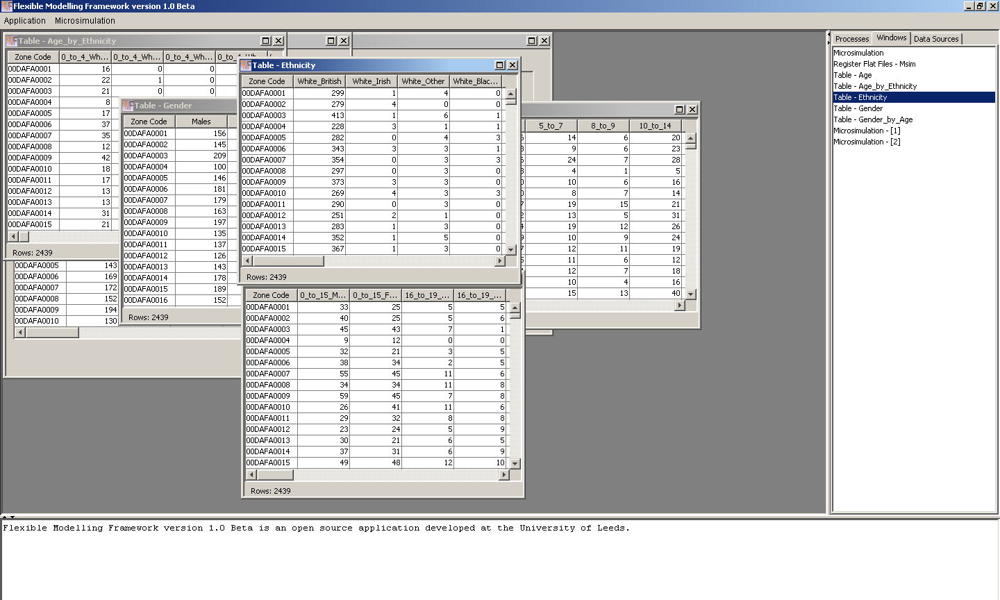 Flexible Modelling Framework version 1.0 Beta
Application Microsimulation
Table - Age_by_Ethnicity
Zone Code 0_to_4_Wh... 0_to_4_Wh... 0_to_4_Wh...
00DAFA0001 16 0 0
00DAFA0002 22 1 0
00DAFA0003 21 0 0
00DAFA0004 8
00DAFA0005 17
00DAFA0006 37
00DAFA0007 35
00DAFA0008 12
00DAFA0009 42
00DAFA0010 18
00DAFA0011 17
00DAFA0012 13
00DAFA0013 13
00DAFA0014 31
00DAFA0015 21
Rows: 2439
00DAFA0005 143
00DAFA0006 169
00DAFA0007 172
00DAFA0008 152
00DAFA0009 194
00DAFA0010 130
Table - Gender
Zone Code Males
00DAFA0001 156
00DAFA0002 145
00DAFA0003 209
00DAFA0004 100
00DAFA0005 146
00DAFA0006 181
00DAFA0007 179
00DAFA0008 163
00DAFA0009 197
00DAFA0010 135
00DAFA0011 137
00DAFA0012 126
00DAFA0013 143
00DAFA0014 178
00DAFA0015 189
00DAFA0016 152
Rows: 2439
Table - Ethnicity
Zone Code White_British White_Irish White_Other White_Blac...
00DAFA0001 299 1 4 0
00DAFA0002 279 4 0 0
00DAFA0003 413 1 6 1
00DAFA0004 228 3 1 1
00DAFA0005 282 0 4 3
00DAFA0006 343 3 3 1
00DAFA0007 354 0 3 3
00DAFA0008 297 0 3 0
00DAFA0009 373 3 3 0
00DAFA0010 269 4 3 3
00DAFA0011 290 0 3 0
00DAFA0012 251 2 1 0
00DAFA0013 283 1 3 0
00DAFA0014 352 1 5 0
00DAFA0015 367 1 3 0
Rows: 2439
5_to_7 8_to_9 10_to_14
14 6 20
9 6 23
24 7 28
4 1 5
10 6 16
8 7 14
19 15 21
13 5 31
19 12 26
10 9 24
12 11 19
11 6 12
12 7 18
10 4 16
15 13 40
Zone Code 0_to_15_M... 0_to_15_F... 16_to_19_... 16_to_19_...
00DAFA0001 33 25 5 5
00DAFA0002 40 25 5 6
00DAFA0003 45 43 7 1
00DAFA0004 9 12 0 0
00DAFA0005 32 21 3 5
00DAFA0006 38 34 2 5
00DAFA0007 55 45 11 6
00DAFA0008 34 34 11 8
00DAFA0009 59 45 7 8
00DAFA0010 26 41 11 6
00DAFA0011 29 32 8 8
00DAFA0012 23 24 5 9
00DAFA0013 30 21 6 5
00DAFA0014 37 31 6 9
00DAFA0015 49 48 12 10
Rows: 2439
Processes Windows Data Sources
Microsimulation
Register Flat Files - Msim
Table - Age
Table - Age_by_Ethnicity
Table - Ethnicity
Table - Gender
Table - Gender_by_Age
Microsimulation - [1]
Microsimulation - [2]
Flexible Modelling Framework version 1.0 Beta is an open source application developed at the University of Leeds.